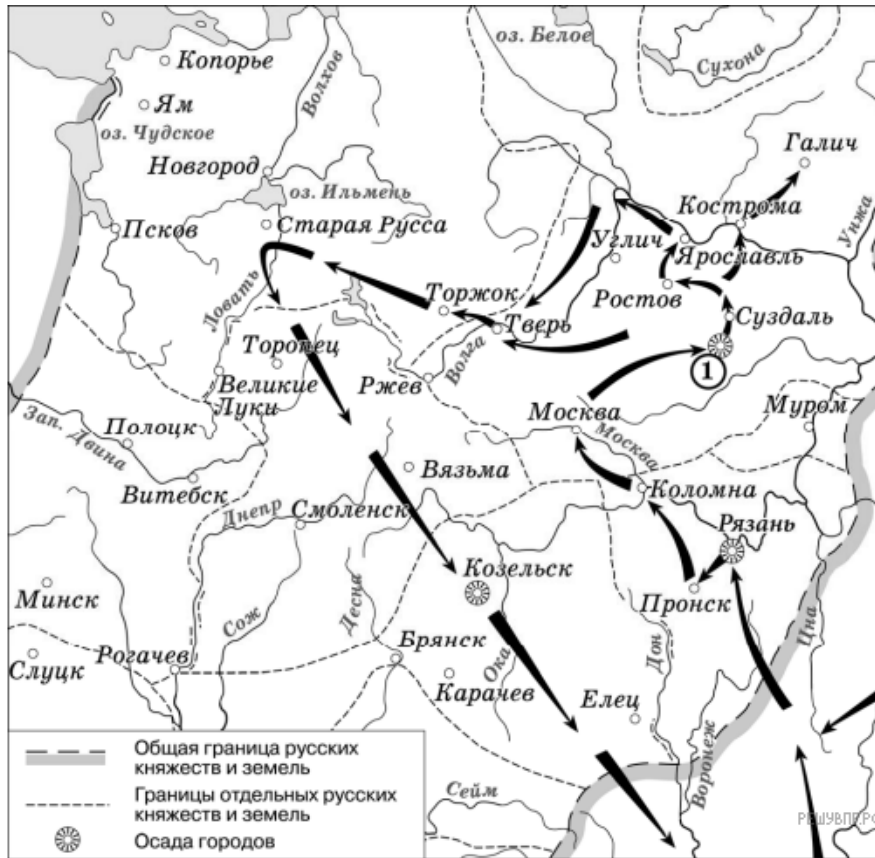 оз. Белое
Сухона
Копорье
Волхов
Ям
оз. Чудское
Новгород
оз. Ильмень
Галич
Старая Русса
Псков
Кострома
Унжа
Углич
Ярославль
Ростов
Ловать
Торжок
Тверь
Суздаль
Торопец
Волга
1
Великие
Луки
Ржев
Москва
Муром
Зап. Двина
Полоцк
Москва
Витебск
Вязьма
Коломна
Днепр
Смоленск
Рязань
Козельск
Минск
Десна
Пронск
Сож
Цна
Слуцк
Рогачев
Брянск
Ока
Дон
Карачев
Елец
Воронеж
Сейм
Общая граница русских
княжеств и земель
Границы отдельных русских
княжеств и земель
Осада городов
РЕШУВПР.РФ